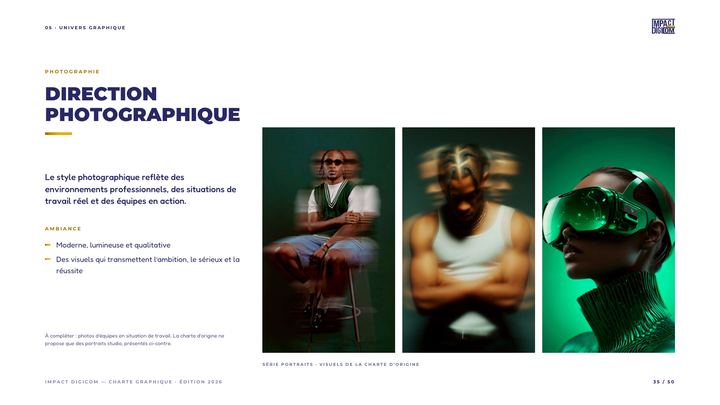 05 - UNIVERS GRAPHIQUE
IMPACT
DIGICOM
PHOTOGRAPHIE
DIRECTION
PHOTOGRAPHIQUE
Le style photographique reflète des
environnements professionnels, des situations de
travail réel et des équipes en action.
AMBIANCE
Moderne, lumineuse et qualitative
Des visuels qui transmettent l'ambition, le sérieux et la
réussite
À compléter : photos d'équipes en situation de travail. La charte d'origine ne
propose que des portraits studio, présentés ci-contre.
SÉRIE PORTRAITS - VISUELS DE LA CHARTE D'ORIGINE
IMPACT DIGICOM — CHARTE GRAPHIQUE · ÉDITION 2026
35 / 50